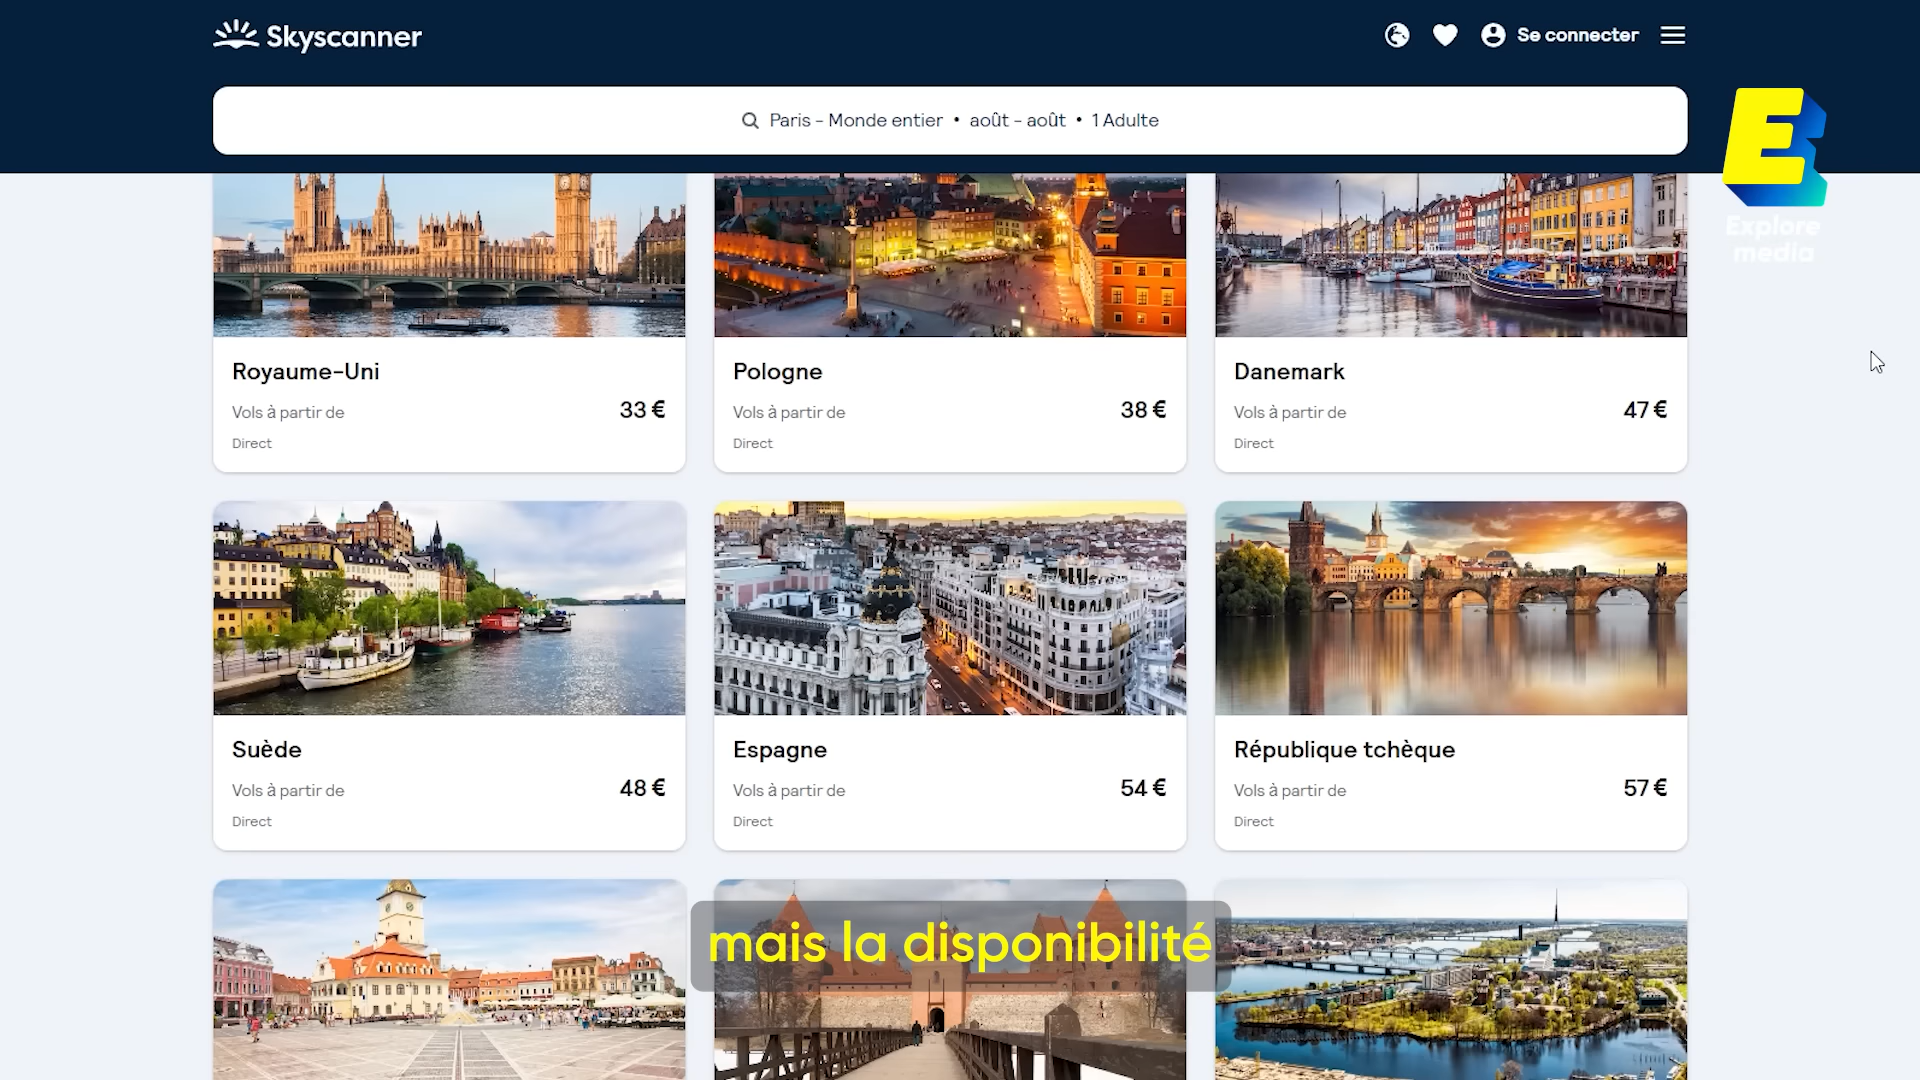 Skyscanner
Se connecter
Paris - Monde entier • août - août • 1 Adulte
E
Explore
media
Royaume-Uni
Vols à partir de
33 €
Direct
Pologne
Vols à partir de
38 €
Direct
Danemark
Vols à partir de
47 €
Direct
Suède
Vols à partir de
48 €
Direct
Espagne
Vols à partir de
54 €
Direct
République tchèque
Vols à partir de
57 €
Direct
mais la disponibilité